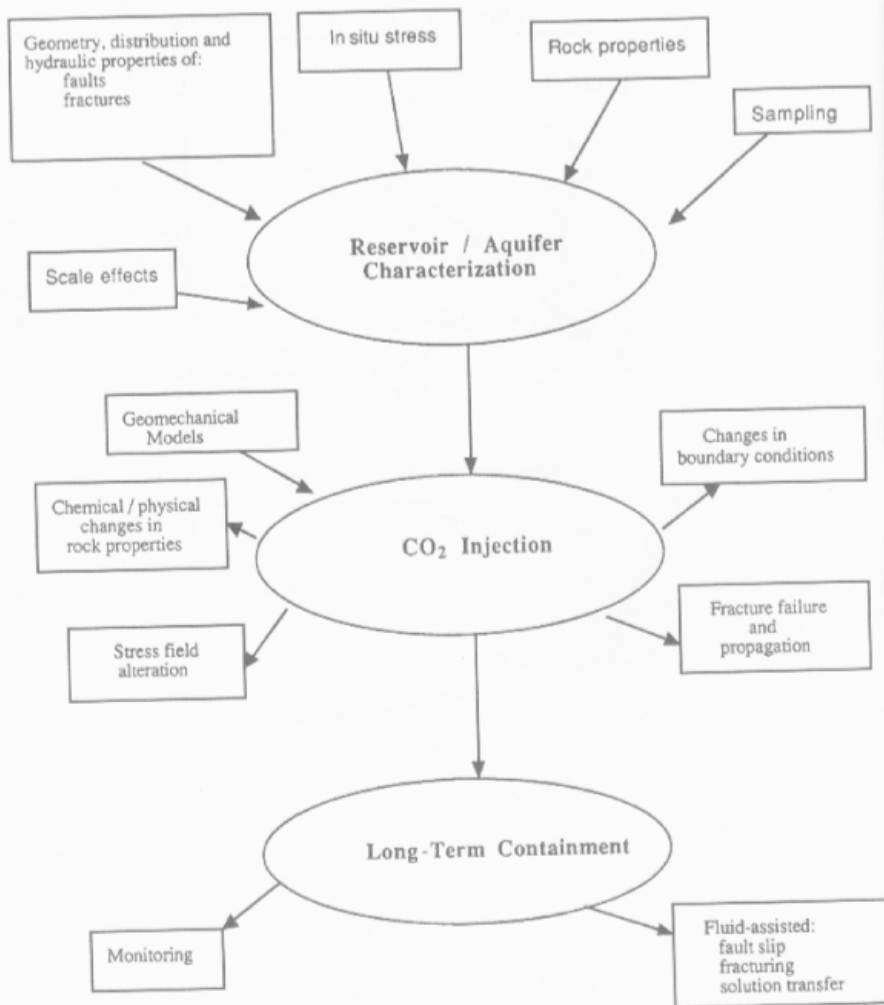 Geometry, distribution and
hydraulic properties of:
faults
fractures
In situ stress
Rock properties
Sampling
Reservoir / Aquifer
Characterization
Scale effects
Geomechanical
Models
Changes in
boundary conditions
Chemical / physical
changes in
rock properties
CO₂ Injection
Fracture failure
and
propagation
Stress field
alteration
Long-Term Containment
Monitoring
Fluid-assisted:
fault slip
fracturing
solution transfer